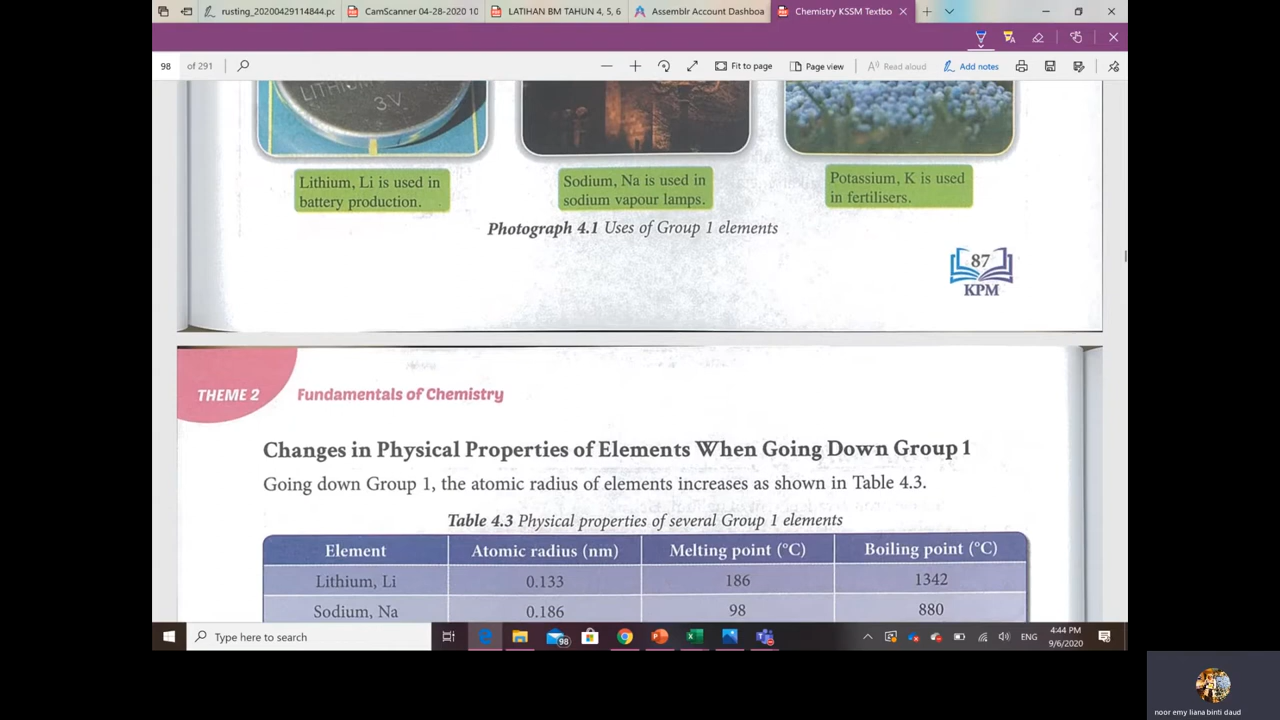 rusting_20200429114844.pc
CamScanner 04-28-2020 10
LATIHAN BM TAHUN 4, 5, 6
Assemblr Account Dashboa
Chemistry KSSM Textbo
98 of 291
Fit to page
Page view
Read aloud
Add notes
LITHIUM
3 V
Lithium, Li is used in
battery production.
Sodium, Na is used in
sodium vapour lamps.
Potassium, K is used
in fertilisers.
Photograph 4.1 Uses of Group 1 elements
87
KPM
THEME 2 Fundamentals of Chemistry
Changes in Physical Properties of Elements When Going Down Group 1
Going down Group 1, the atomic radius of elements increases as shown in Table 4.3.
Table 4.3 Physical properties of several Group 1 elements
Element Atomic radius (nm) Melting point (°C) Boiling point (°C)
Lithium, Li 0.133 186 1342
Sodium, Na 0.186 98 880
Type here to search
98
ENG
4:44 PM
9/6/2020
noor emy liana binti daud